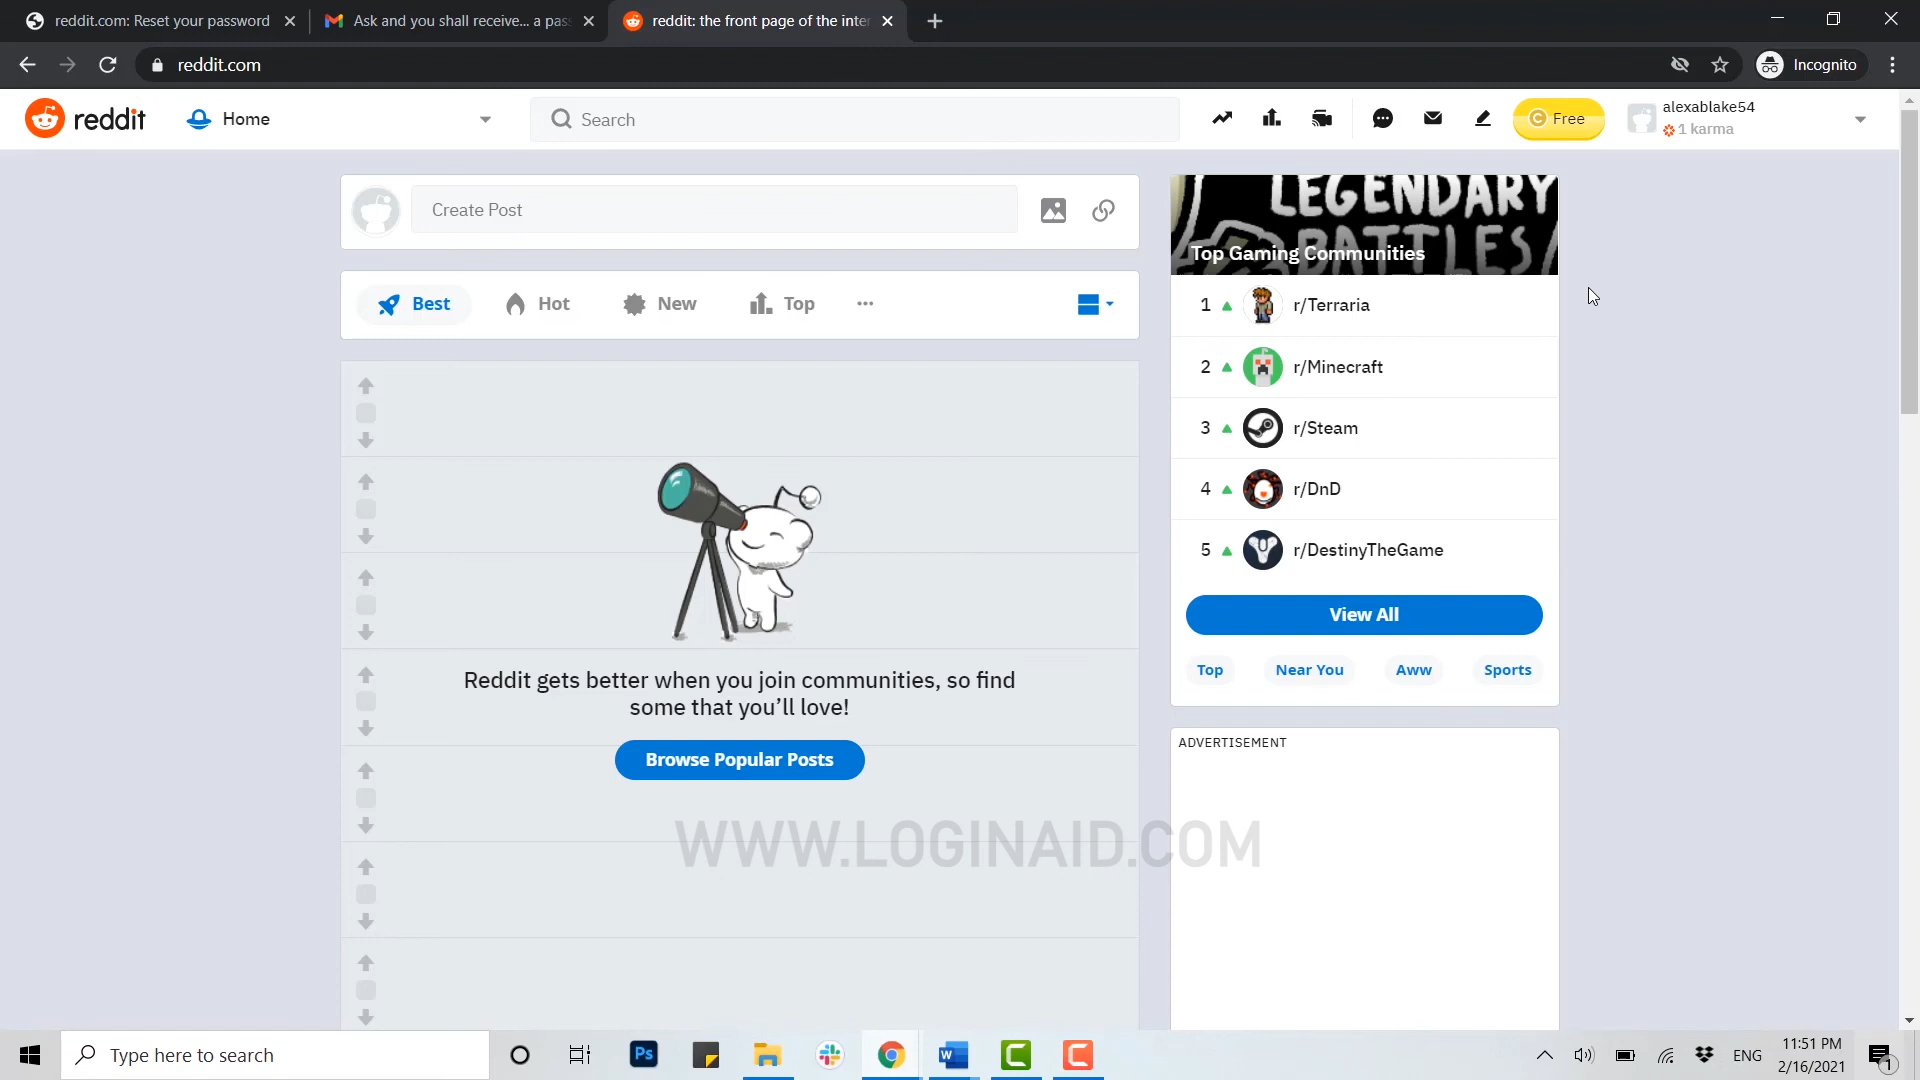 reddit.com: Reset your password
Ask and you shall receive... a pas
reddit: the front page of the inter
reddit.com
Incognito
reddit
Home
Search
Free
alexablake54
1 karma
Create Post
Best
Hot
New
Top
LEGENDARY
BATTLES
Top Gaming Communities
1 r/Terraria
2 r/Minecraft
3 r/Steam
4 r/DnD
5 r/DestinyTheGame
View All
Top
Near You
Aww
Sports
Reddit gets better when you join communities, so find
some that you’ll love!
Browse Popular Posts
ADVERTISEMENT
WWW.LOGINAID.COM
Type here to search
Ps
W
ENG
11:51 PM
2/16/2021
1